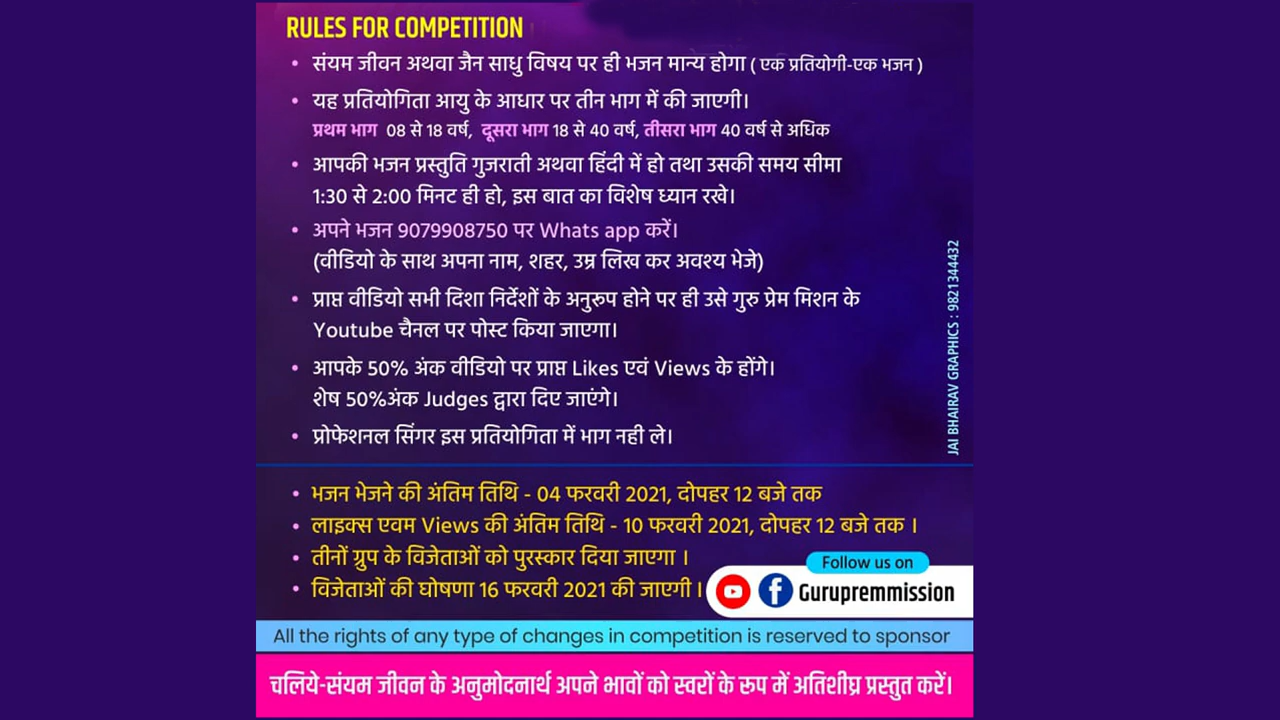 RULES FOR COMPETITION
• संयम जीवन अथवा जैन साधु विषय पर ही भजन मान्य होगा ( एक प्रतियोगी-एक भजन )
• यह प्रतियोगिता आयु के आधार पर तीन भाग में की जाएगी।
प्रथम भाग 08 से 18 वर्ष, दूसरा भाग 18 से 40 वर्ष, तीसरा भाग 40 वर्ष से अधिक
• आपकी भजन प्रस्तुति गुजराती अथवा हिंदी में हो तथा उसकी समय सीमा
1:30 से 2:00 मिनट ही हो, इस बात का विशेष ध्यान रखे।
• अपने भजन 9079908750 पर Whats app करें।
(वीडियो के साथ अपना नाम, शहर, उम्र लिख कर अवश्य भेजे)
• प्राप्त वीडियो सभी दिशा निर्देशों के अनुरूप होने पर ही उसे गुरु प्रेम मिशन के
Youtube चैनल पर पोस्ट किया जाएगा।
• आपके 50% अंक वीडियो पर प्राप्त Likes एवं Views के होंगे।
शेष 50%अंक Judges द्वारा दिए जाएंगे।
• प्रोफेशनल सिंगर इस प्रतियोगिता में भाग नही ले।
JAI BHAIRAV GRAPHICS : 9821344432
• भजन भेजने की अंतिम तिथि - 04 फरवरी 2021, दोपहर 12 बजे तक
• लाइक्स एवम Views की अंतिम तिथि - 10 फरवरी 2021, दोपहर 12 बजे तक ।
• तीनों ग्रुप के विजेताओं को पुरस्कार दिया जाएगा ।
• विजेताओं की घोषणा 16 फरवरी 2021 की जाएगी ।
Follow us on
Gurupremmission
All the rights of any type of changes in competition is reserved to sponsor
चलिये-संयम जीवन के अनुमोदनार्थ अपने भावों को स्वरों के रूप में अतिशीघ्र प्रस्तुत करें।